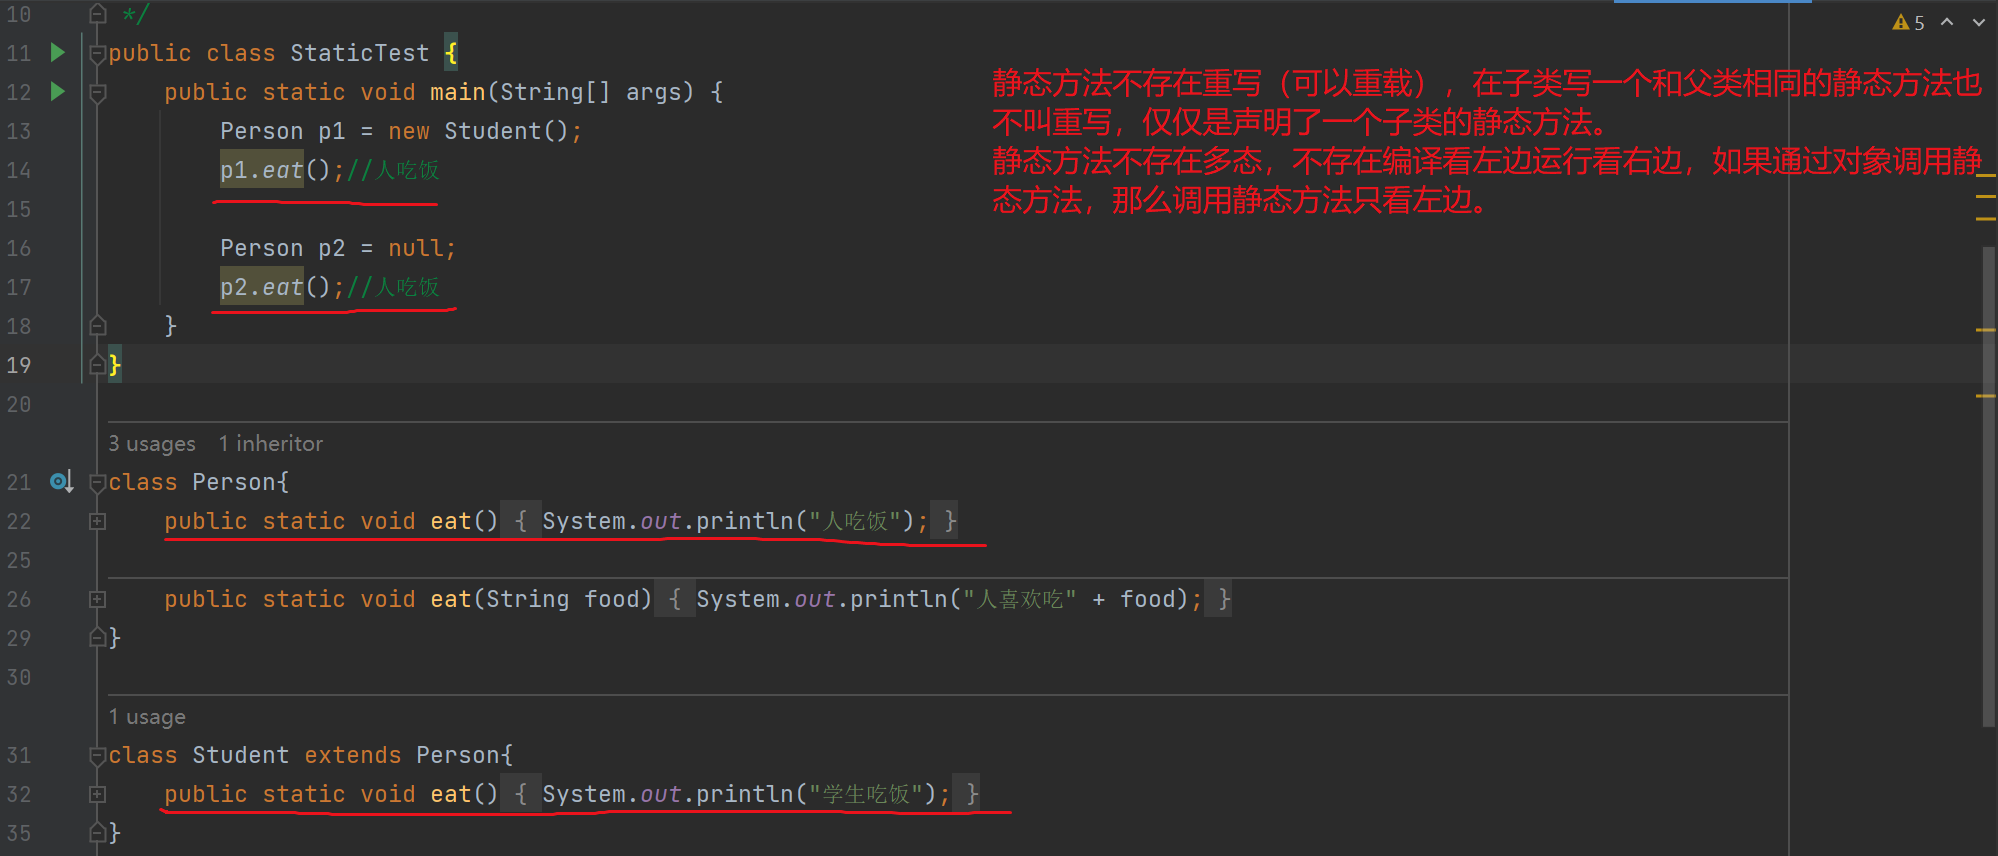 10 */
5
11 public class StaticTest {
12 public static void main(String[] args) {
静态方法不存在重写（可以重载），在子类写一个和父类相同的静态方法也
不叫重写，仅仅是声明了一个子类的静态方法。
静态方法不存在多态，不存在编译看左边运行看右边，如果通过对象调用静
态方法，那么调用静态方法只看左边。
13 Person p1 = new Student();
14 p1.eat();//人吃饭
15
16 Person p2 = null;
17 p2.eat();//人吃饭
18 }
19 }
20
3 usages 1 inheritor
21 class Person{
22 public static void eat() { System.out.println("人吃饭"); }
25
26 public static void eat(String food) { System.out.println("人喜欢吃" + food); }
29 }
30
1 usage
31 class Student extends Person{
32 public static void eat() { System.out.println("学生吃饭"); }
35 }